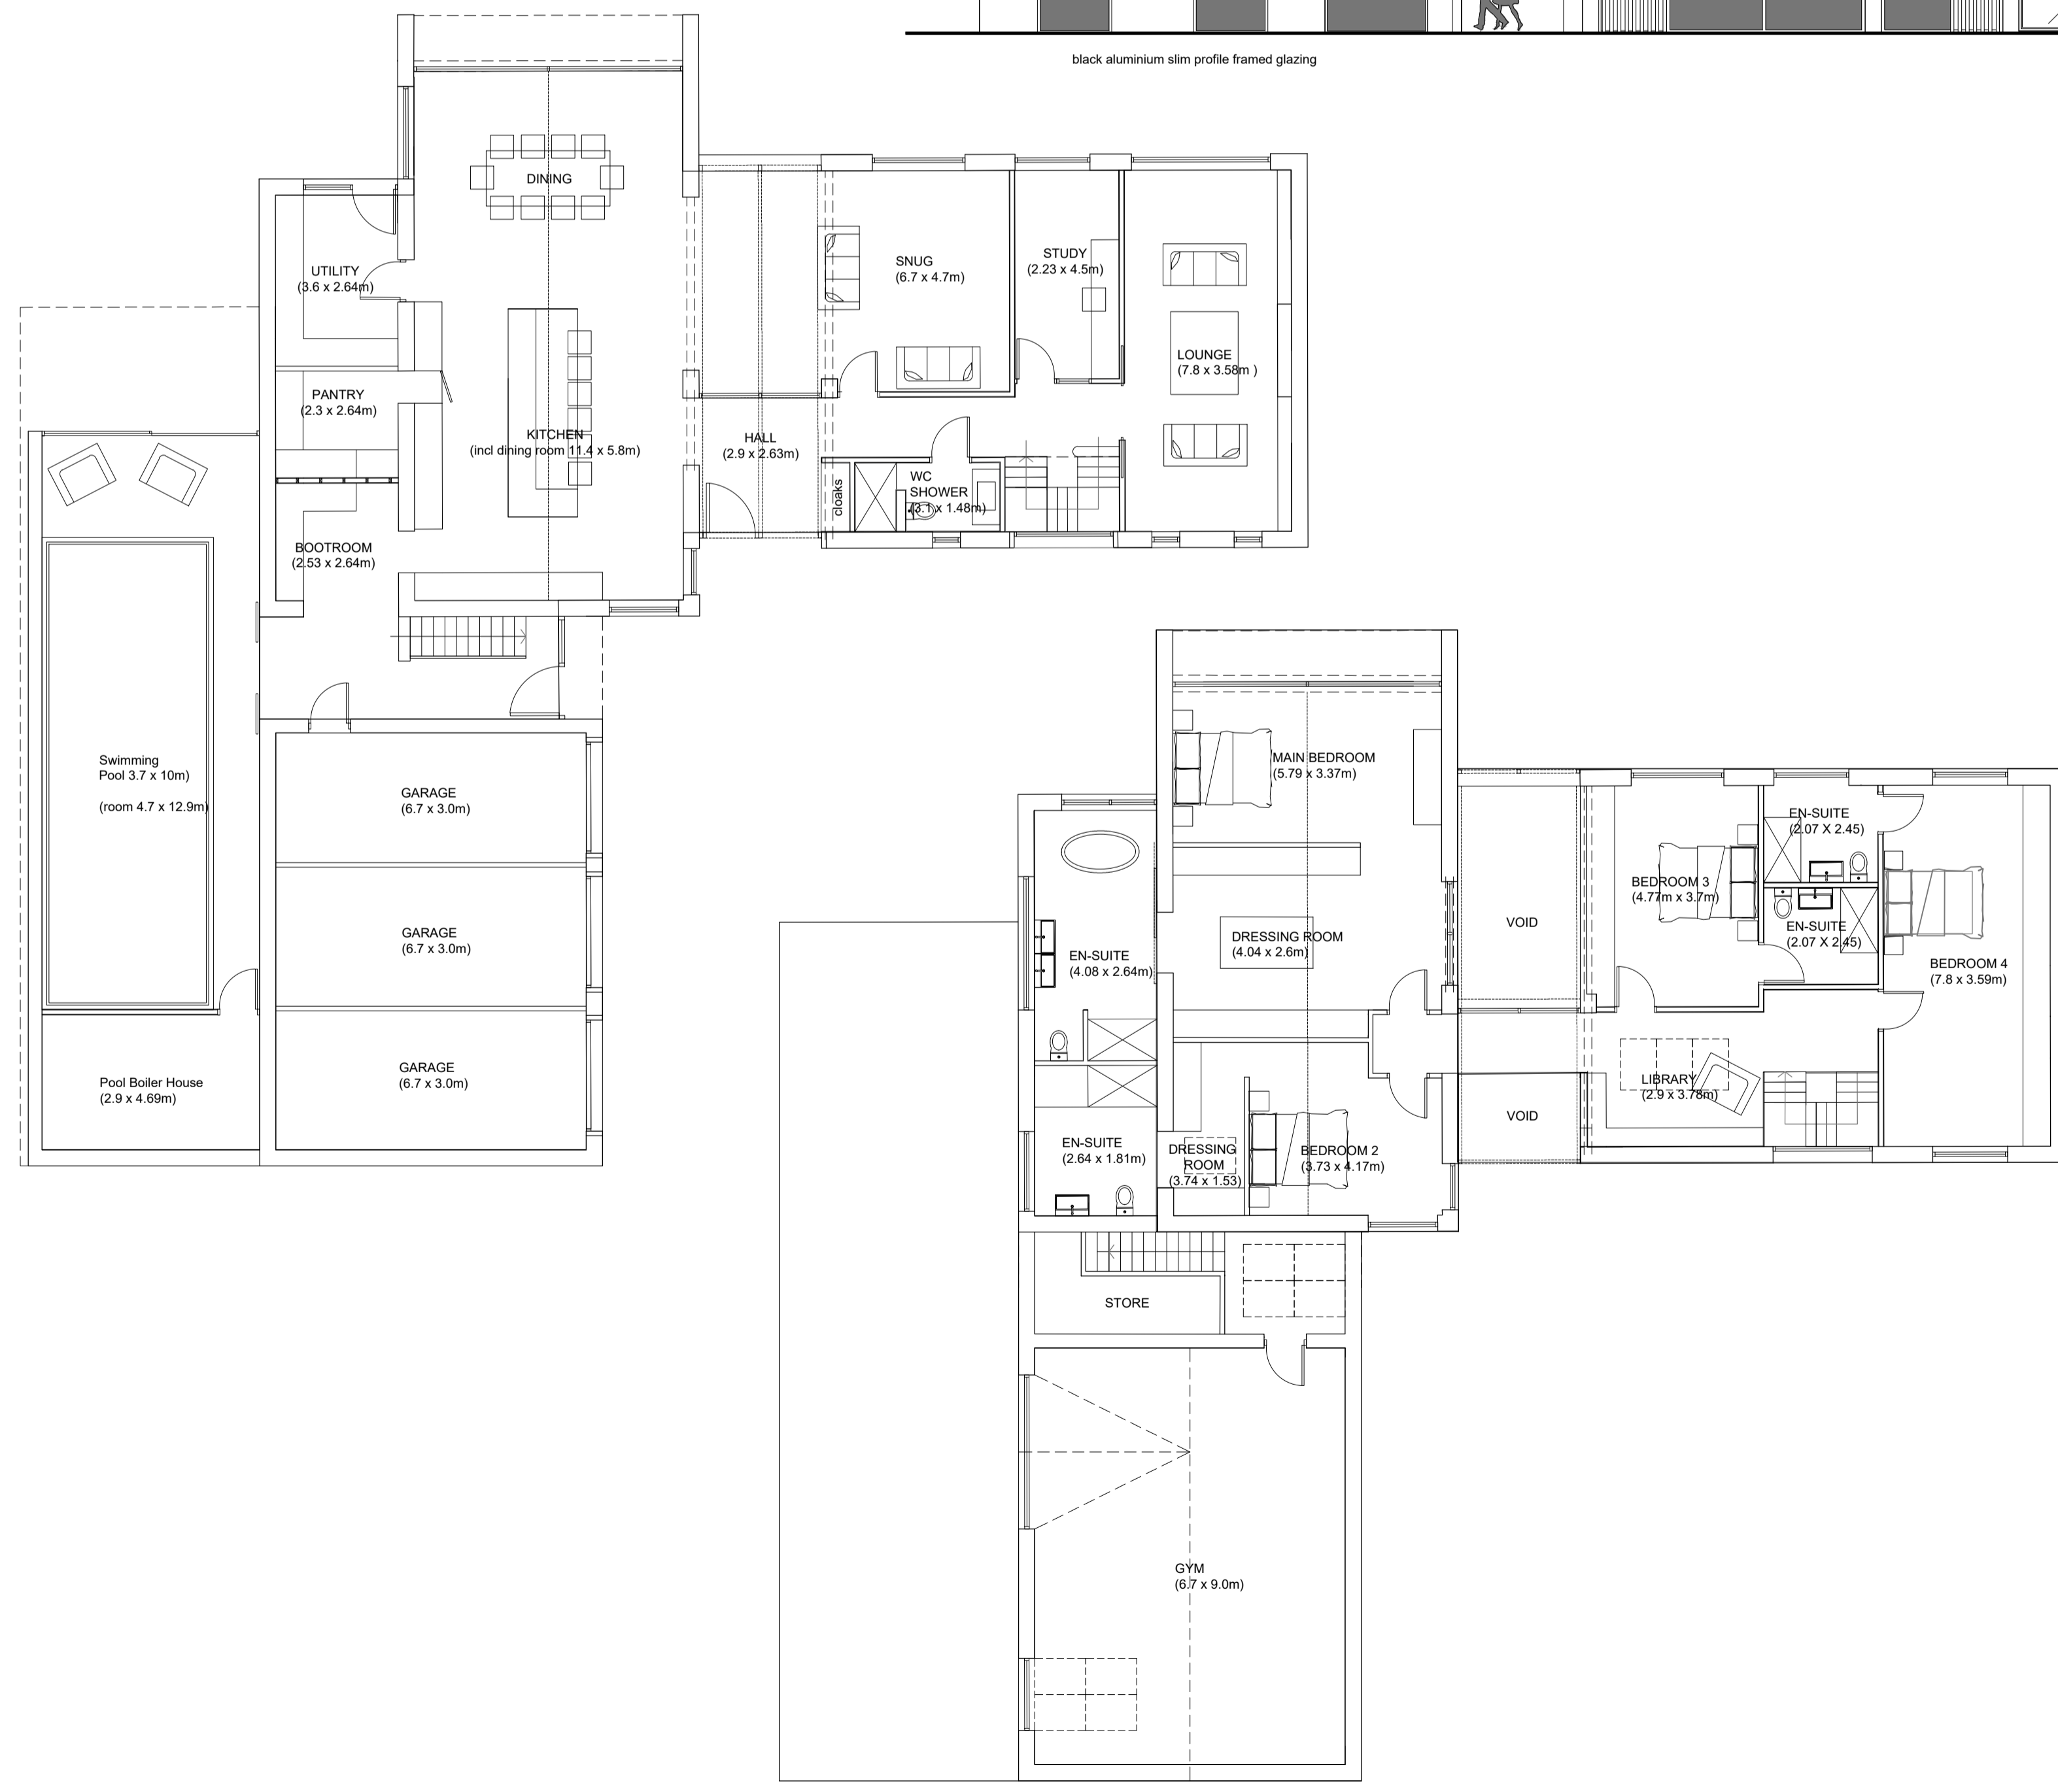 black aluminium slim profile framed glazing
DINING
UTILITY
(3.6 x 2.64m)
SNUG
(6.7 x 4.7m)
STUDY
(2.23 x 4.5m)
LOUNGE
(7.8 x 3.58m )
PANTRY
(2.3 x 2.64m)
KITCHEN
(incl dining room 11.4 x 5.8m)
HALL
(2.9 x 2.63m)
cloaks
WC
SHOWER
(3.1 x 1.48m)
BOOTROOM
(2.53 x 2.64m)
Swimming
Pool 3.7 x 10m)
(room 4.7 x 12.9m)
GARAGE
(6.7 x 3.0m)
GARAGE
(6.7 x 3.0m)
GARAGE
(6.7 x 3.0m)
Pool Boiler House
(2.9 x 4.69m)
MAIN BEDROOM
(5.79 x 3.37m)
DRESSING ROOM
(4.04 x 2.6m)
EN-SUITE
(4.08 x 2.64m)
VOID
BEDROOM 3
(4.77m x 3.7m)
EN-SUITE
(2.07 X 2.45)
EN-SUITE
(2.07 X 2.45)
BEDROOM 4
(7.8 x 3.59m)
LIBRARY
(2.9 x 3.78m)
VOID
EN-SUITE
(2.64 x 1.81m)
DRESSING
ROOM
(3.74 x 1.53)
BEDROOM 2
(3.73 x 4.17m)
STORE
GYM
(6.7 x 9.0m)